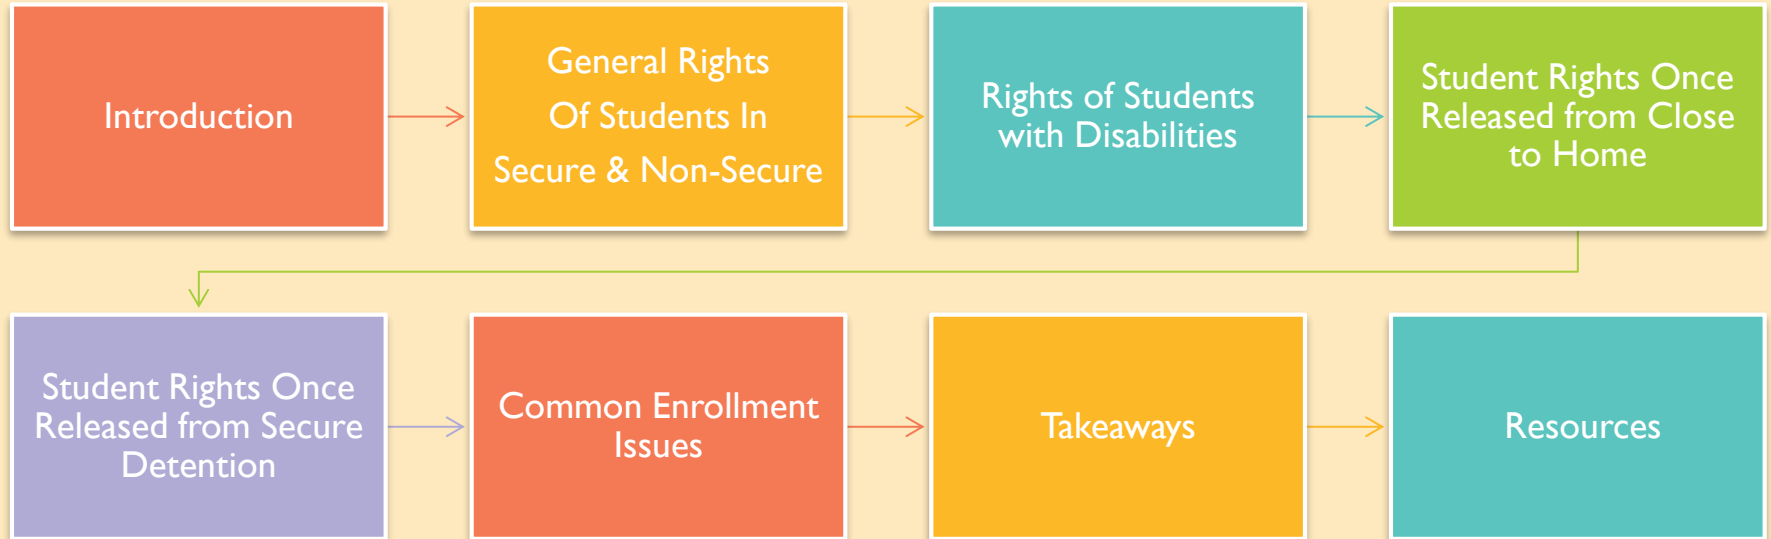 Introduction
General Rights
Of Students In
Secure & Non-Secure
Rights of Students
with Disabilities
Student Rights Once
Released from Close
to Home
Student Rights Once
Released from Secure
Detention
Common Enrollment
Issues
Takeaways
Resources